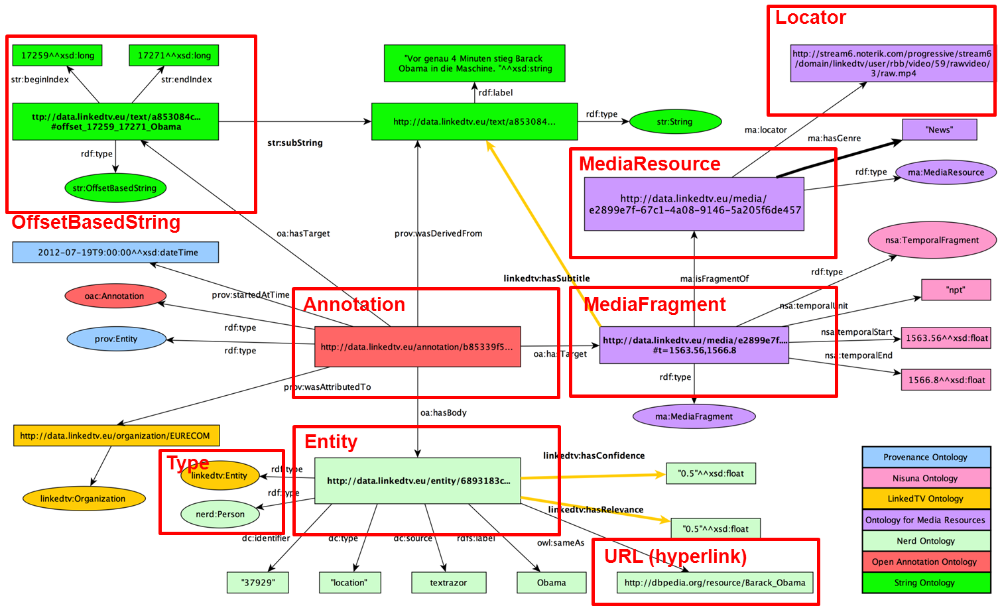 Locator
17259^^xsd:long
17271^^xsd:long
"Vor genau 4 Minuten stieg Barack
Obama in die Maschine. "^^xsd:string
http://stream6.noterik.com/progressive/stream6
/domain/linkedtv/user/rbb/video/59/rawvideo/
3/raw.mp4
str:beginIndex
str:endIndex
rdf:label
ttp://data.linkedtv.eu/text/a853084c...
#offset_17259_17271_Obama
http://data.linkedtv.eu/text/a853084...
rdf:type
str:String
ma:locator
"News"
ma:hasGenre
str:subString
rdf:type
MediaResource
rdf:type
ma:MediaResource
str:OffsetBasedString
http://data.linkedtv.eu/media/
e2899e7f-67c1-4a08-9146-5a205f6de457
OffsetBasedString
oa:hasTarget
prov:wasDerivedFrom
nsa:TemporalFragment
2012-07-19T9:00:00^^xsd:dateTime
rdf:type
linkedtv:hasSubtitle
ma:isFragmentOf
"npt"
oac:Annotation
prov:startedAtTime
Annotation
MediaFragment
nsa:temporalUnit
rdf:type
prov:Entity
rdf:type
http://data.linkedtv.eu/annotation/b85339f5...
oa:hasTarget
http://data.linkedtv.eu/media/e2899e7f....
#t=1563.56,1566.8
nsa:temporalStart
1563.56^^xsd:float
nsa:temporalEnd
1566.8^^xsd:float
rdf:type
prov:wasAttributedTo
oa:hasBody
ma:MediaFragment
http://data.linkedtv.eu/organization/EURECOM
Entity
Type
linkedtv:Entity
rdf:type
http://data.linkedtv.eu/entity/6893183c...
linkedtv:hasConfidence
"0.5"^^xsd:float
linkedtv:Organization
rdf:type
nerd:Person
linkedtv:hasRelevance
"0.5"^^xsd:float
dc:identifier
dc:type
dc:source
rdfs:label
owl:sameAs
URL (hyperlink)
"37929"
"location"
textrazor
Obama
http://dbpedia.org/resource/Barack_Obama
Provenance Ontology
Nisuna Ontology
LinkedTV Ontology
Ontology for Media Resources
Nerd Ontology
Open Annotation Ontology
String Ontology